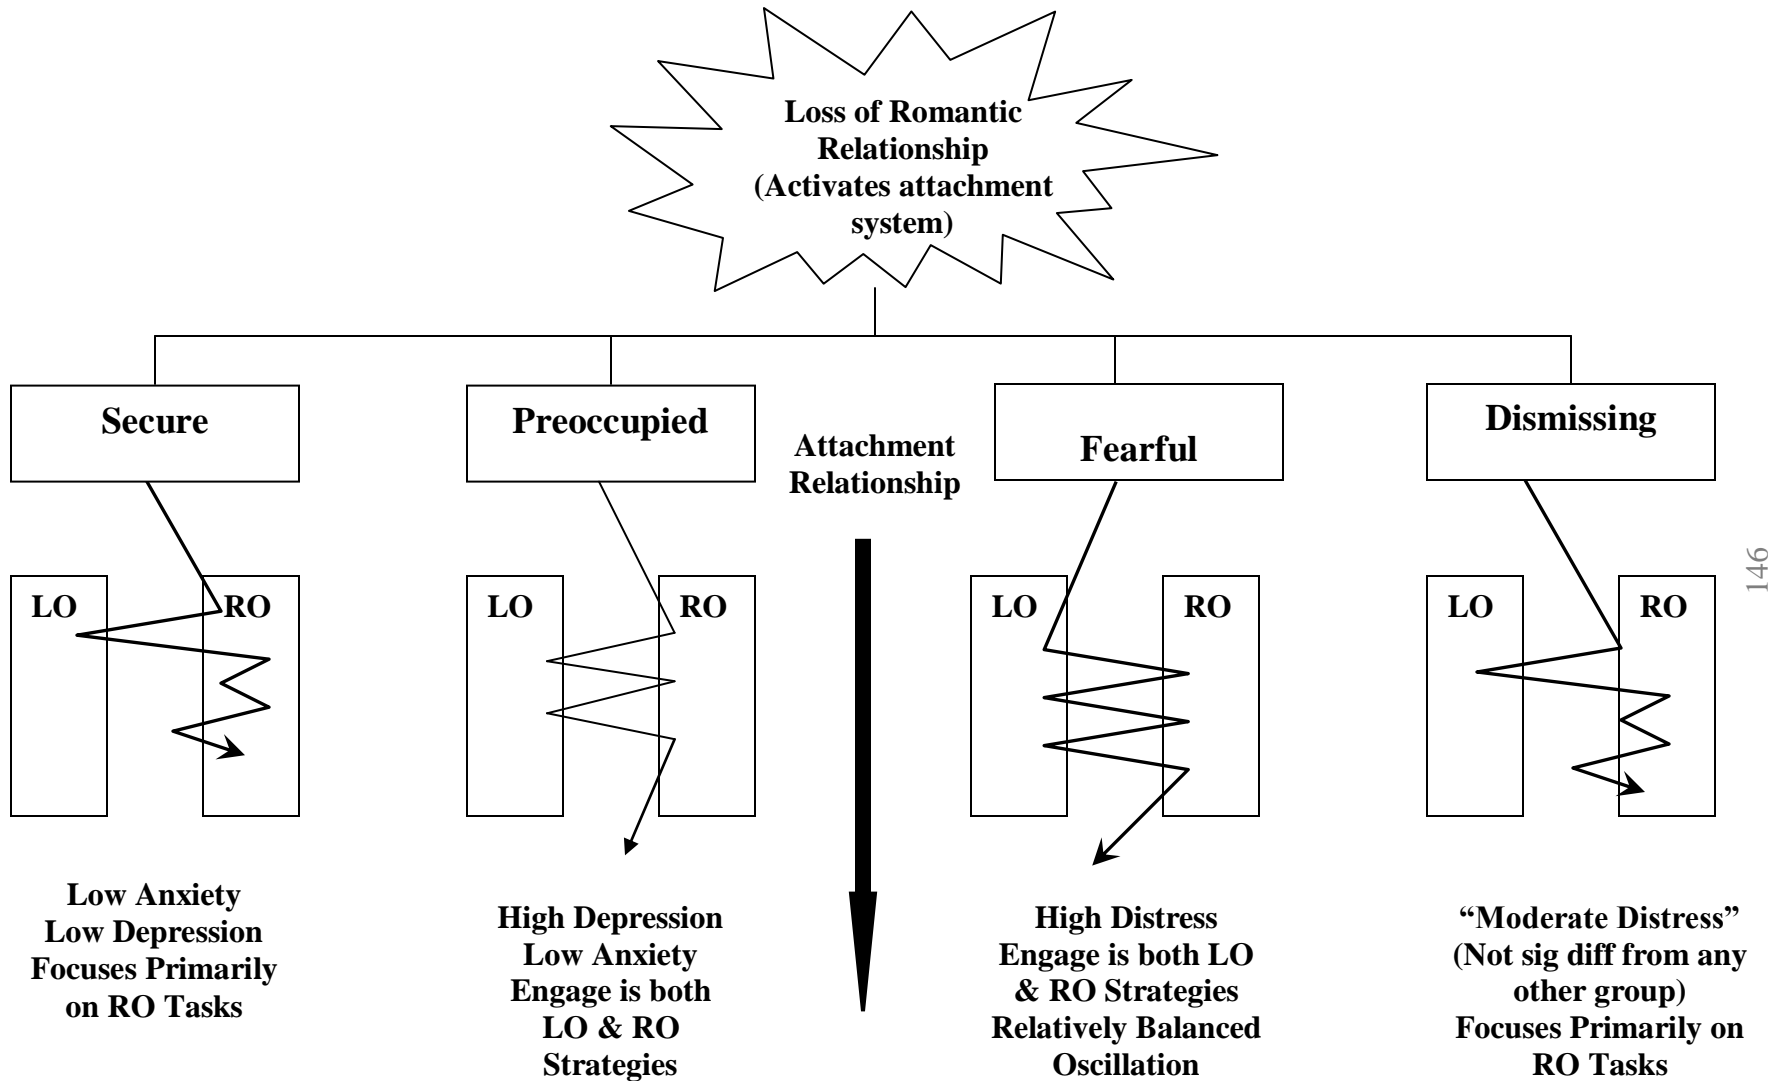 Loss of Romantic
Relationship
(Activates attachment
system)
Secure
Preoccupied
Attachment
Relationship
Fearful
Dismissing
LO
RO
LO
RO
LO
RO
LO
RO
146
Low Anxiety
Low Depression
Focuses Primarily
on RO Tasks
High Depression
Low Anxiety
Engage is both
LO & RO
Strategies
High Distress
Engage is both LO
& RO Strategies
Relatively Balanced
Oscillation
“Moderate Distress”
(Not sig diff from any
other group)
Focuses Primarily on
RO Tasks